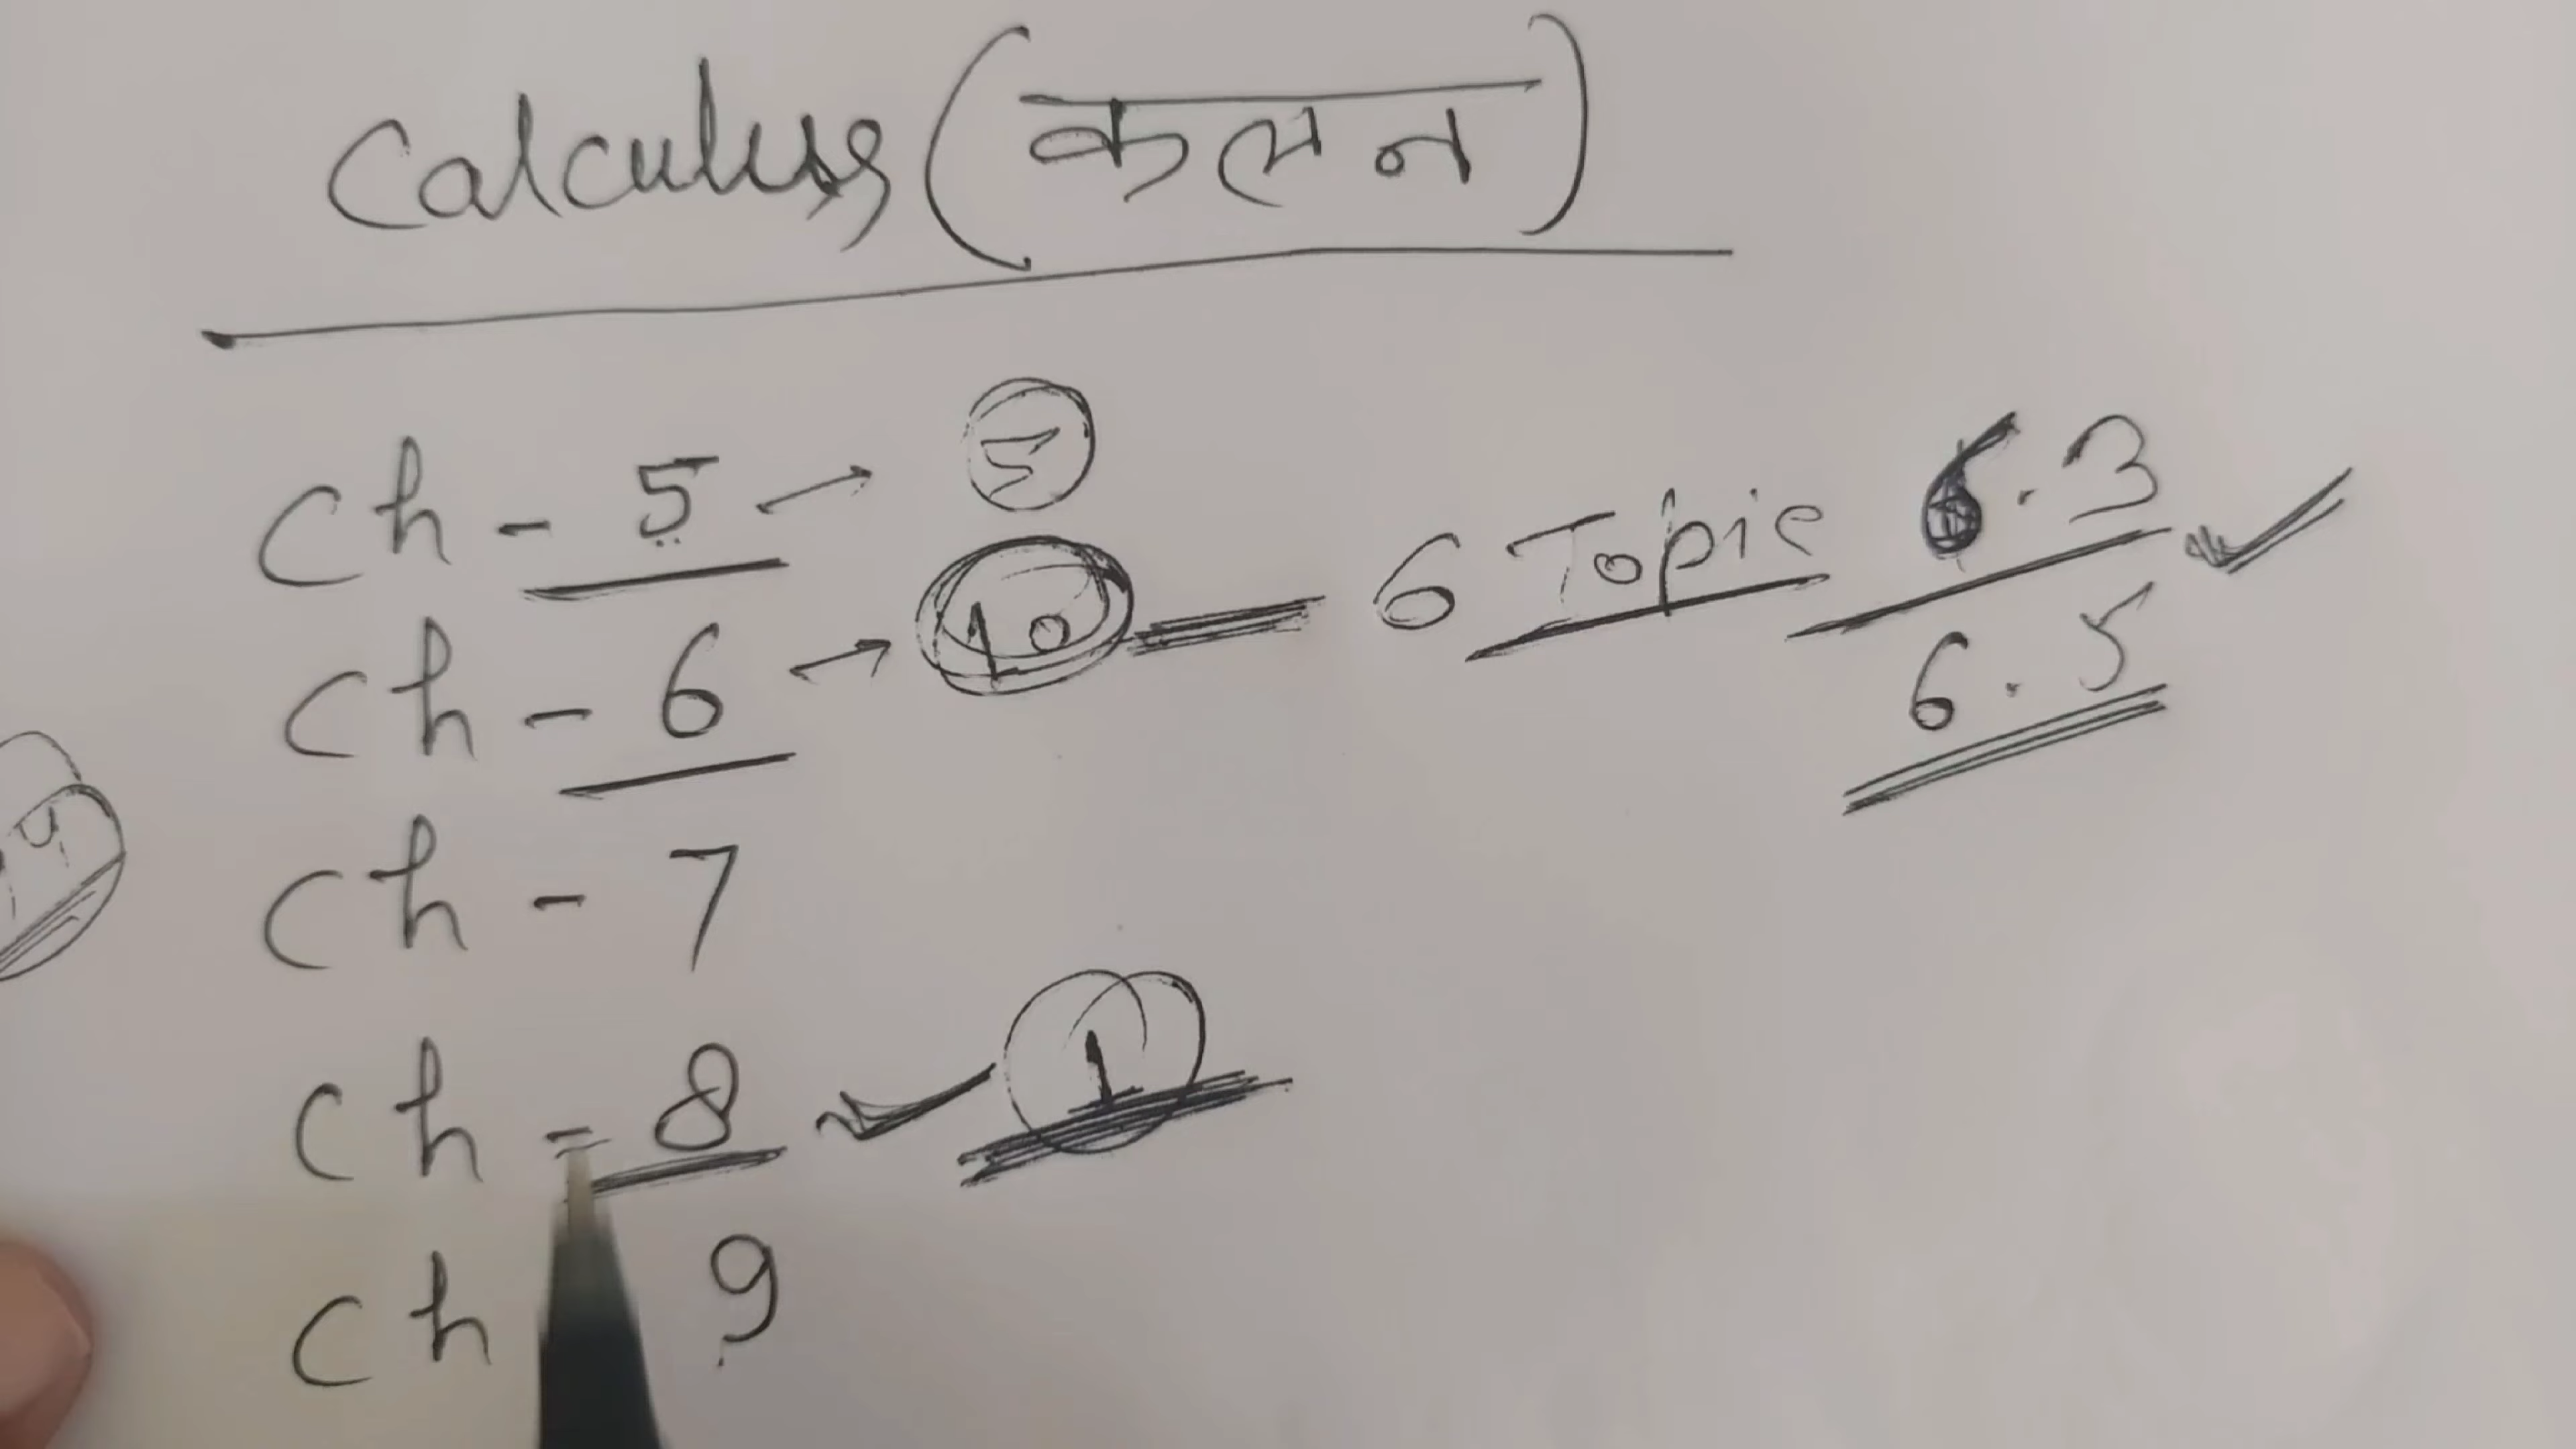 Calculus (कलन)
Ch - 5 → 5
Ch - 6 → 10 — 6 Topic 6.3
6.5
Ch - 7
Ch - 8 1
Ch 9